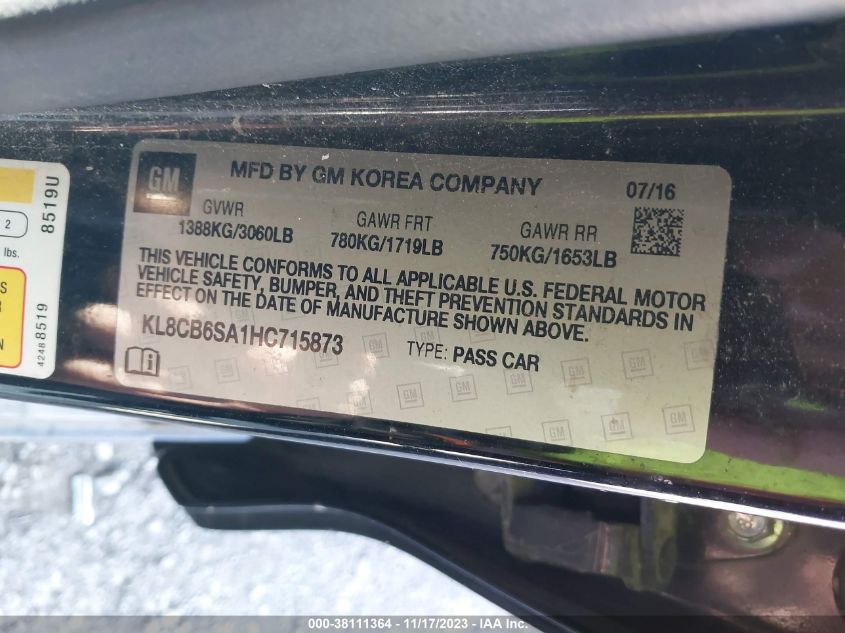 GM
MFD BY GM KOREA COMPANY
07/16
GVWR
1388KG/3060LB
GAWR FRT
780KG/1719LB
GAWR RR
750KG/1653LB
THIS VEHICLE CONFORMS TO ALL APPLICABLE U.S. FEDERAL MOTOR
VEHICLE SAFETY, BUMPER, AND THEFT PREVENTION STANDARDS IN
EFFECT ON THE DATE OF MANUFACTURE SHOWN ABOVE.
KL8CB6SA1HC715873
TYPE: PASS CAR
8519U
2
lbs.
S
R
N
4248 8519
000-38111364 - 11/17/2023 - IAA Inc.